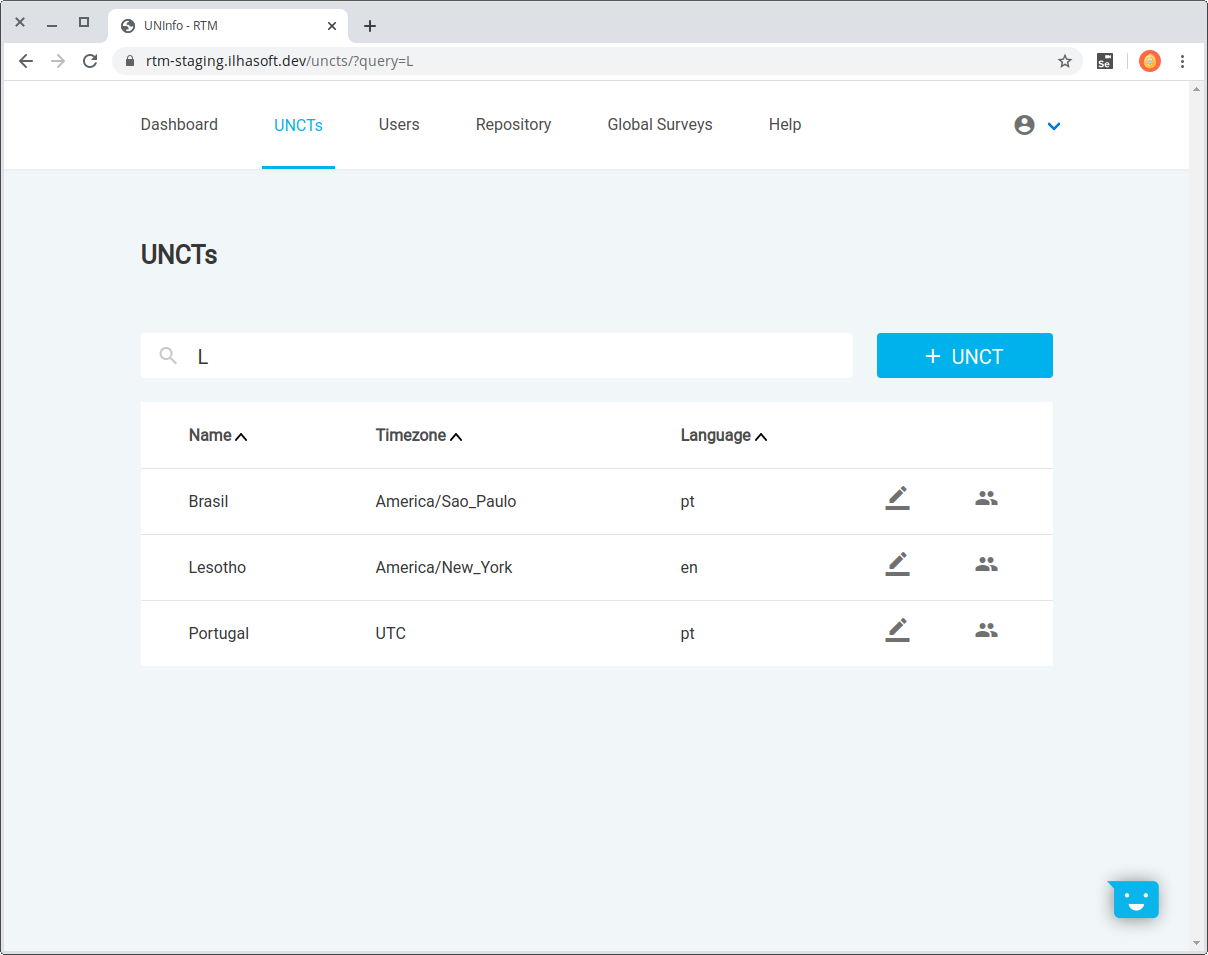 UNInfo - RTM
rtm-staging.ilhasoft.dev/uncts/?query=L
Se
Dashboard UNCTs Users Repository Global Surveys Help
UNCTs
L
+ UNCT
Name Timezone Language
Brasil America/Sao_Paulo pt
Lesotho America/New_York en
Portugal UTC pt